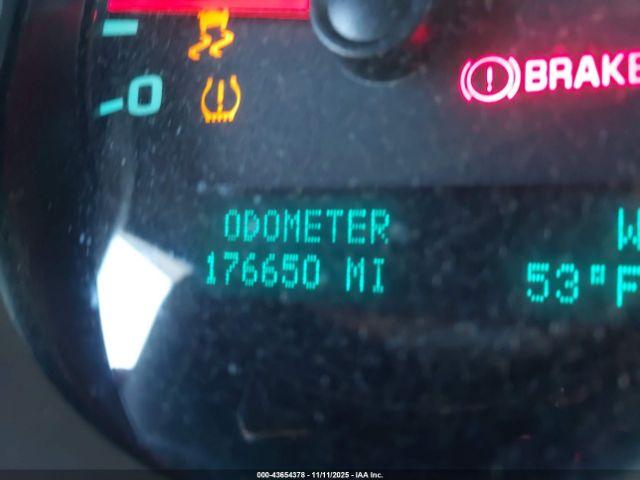 BRAKE
0
ODOMETER
W
176650 MI
53°F
000-43654378 - 11/11/2025 - IAA Inc.